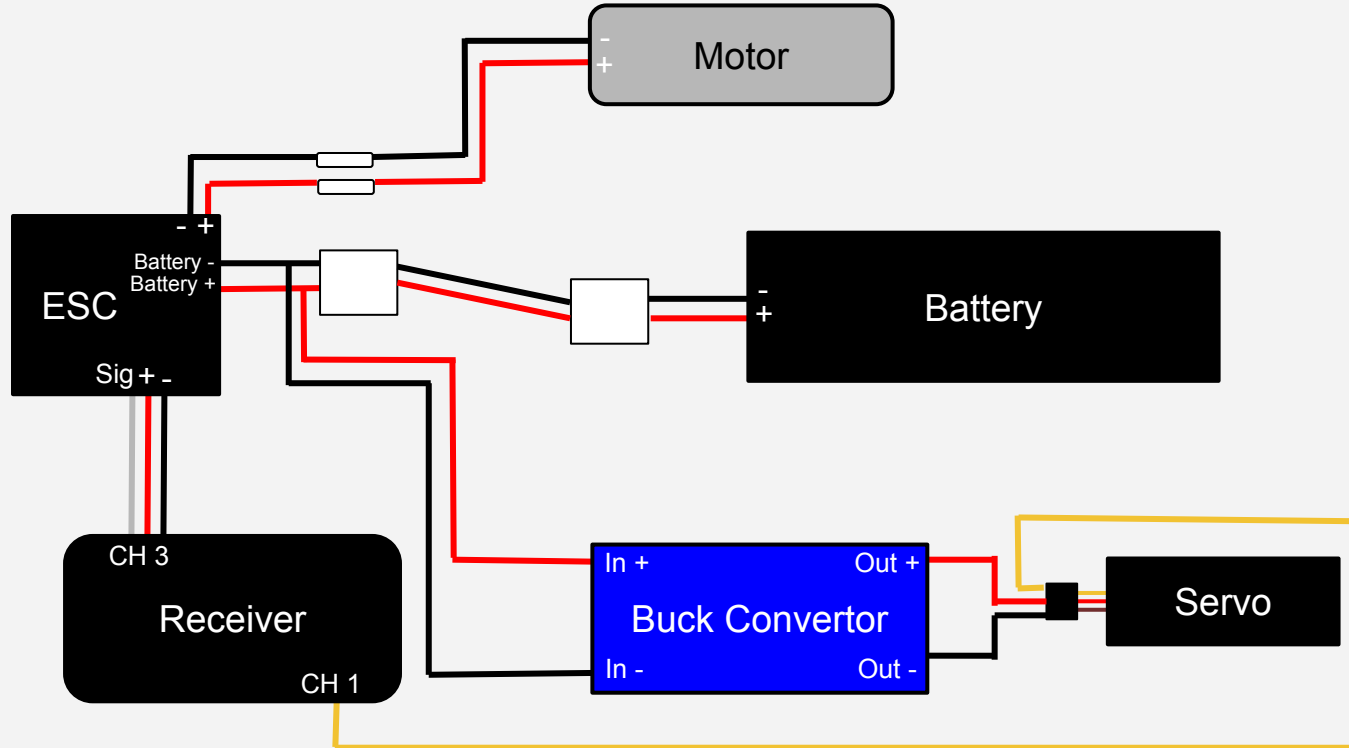 -
+
Motor
- +
Battery -
Battery +
ESC
Sig + -
-
+
Battery
CH 3
Receiver
CH 1
In +
Out +
Buck Convertor
In -
Out -
Servo